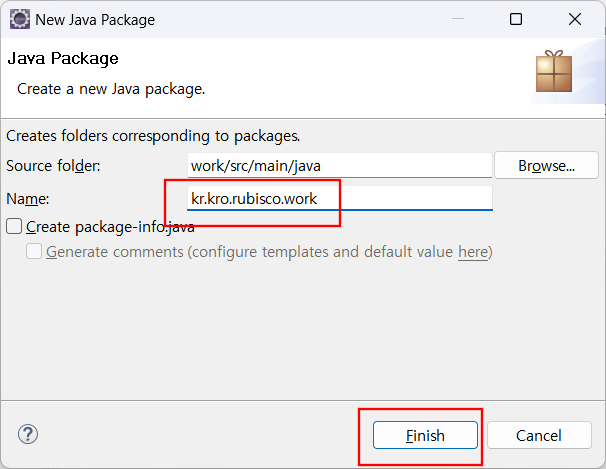 New Java Package
Java Package
Create a new Java package.
Creates folders corresponding to packages.
Source folder: work/src/main/java Browse...
Name: kr.kro.rubisco.work
Create package-info.java
Generate comments (configure templates and default value here)
? Finish Cancel